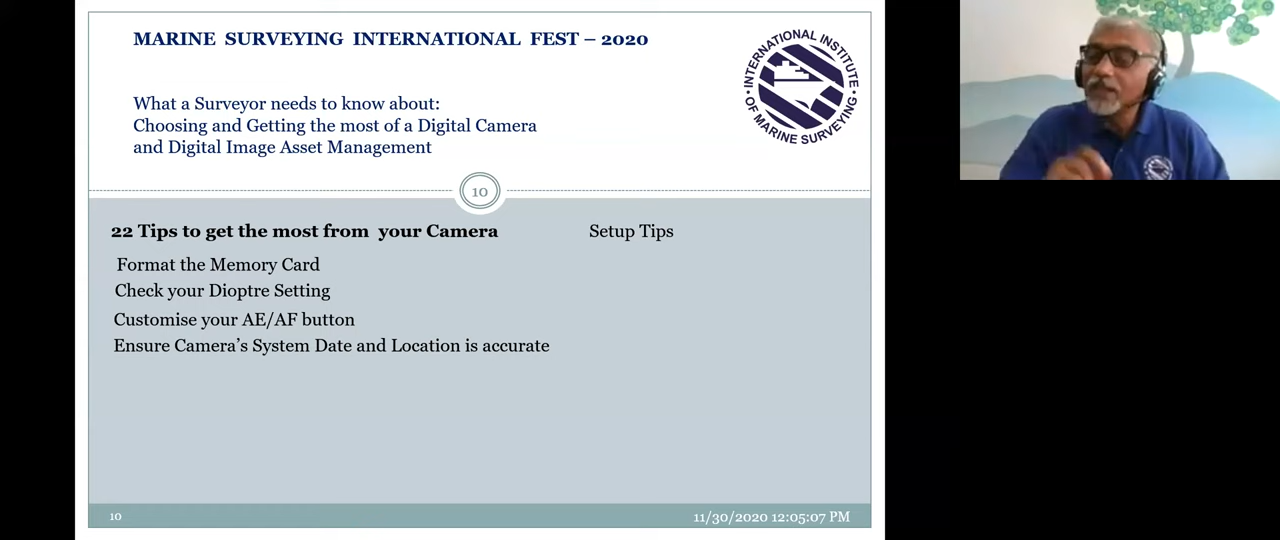 MARINE SURVEYING INTERNATIONAL FEST – 2020
INTERNATIONAL INSTITUTE
• OF MARINE SURVEYING •
What a Surveyor needs to know about:
Choosing and Getting the most of a Digital Camera
and Digital Image Asset Management
10
22 Tips to get the most from your Camera
Setup Tips
Format the Memory Card
Check your Dioptre Setting
Customise your AE/AF button
Ensure Camera's System Date and Location is accurate
10
11/30/2020 12:05:07 PM